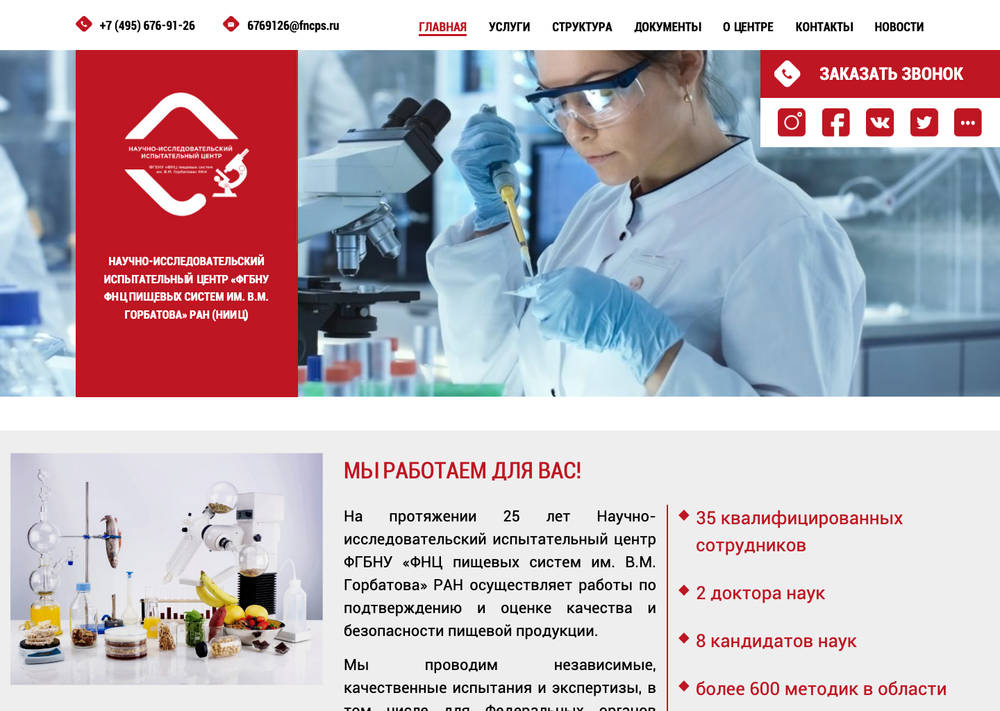 +7 (495) 676-91-26
6769126@fncps.ru
ГЛАВНАЯ
УСЛУГИ
СТРУКТУРА
ДОКУМЕНТЫ
О ЦЕНТРЕ
КОНТАКТЫ
НОВОСТИ
ЗАКАЗАТЬ ЗВОНОК
НАУЧНО-ИССЛЕДОВАТЕЛЬСКИЙ
ИСПЫТАТЕЛЬНЫЙ ЦЕНТР
ФГБНУ «ФНЦ пищевых систем
им. В.М. Горбатова» РАН
НАУЧНО-ИССЛЕДОВАТЕЛЬСКИЙ
ИСПЫТАТЕЛЬНЫЙ ЦЕНТР «ФГБНУ
ФНЦ ПИЩЕВЫХ СИСТЕМ ИМ. В.М.
ГОРБАТОВА» РАН (НИИЦ)
МЫ РАБОТАЕМ ДЛЯ ВАС!
На протяжении 25 лет Научно-
исследовательский испытательный центр
ФГБНУ «ФНЦ пищевых систем им. В.М.
Горбатова» РАН осуществляет работы по
подтверждению и оценке качества и
безопасности пищевой продукции.
Мы проводим независимые,
качественные испытания и экспертизы, в
том числе для Федеральных органов
35 квалифицированных
сотрудников
2 доктора наук
8 кандидатов наук
более 600 методик в области